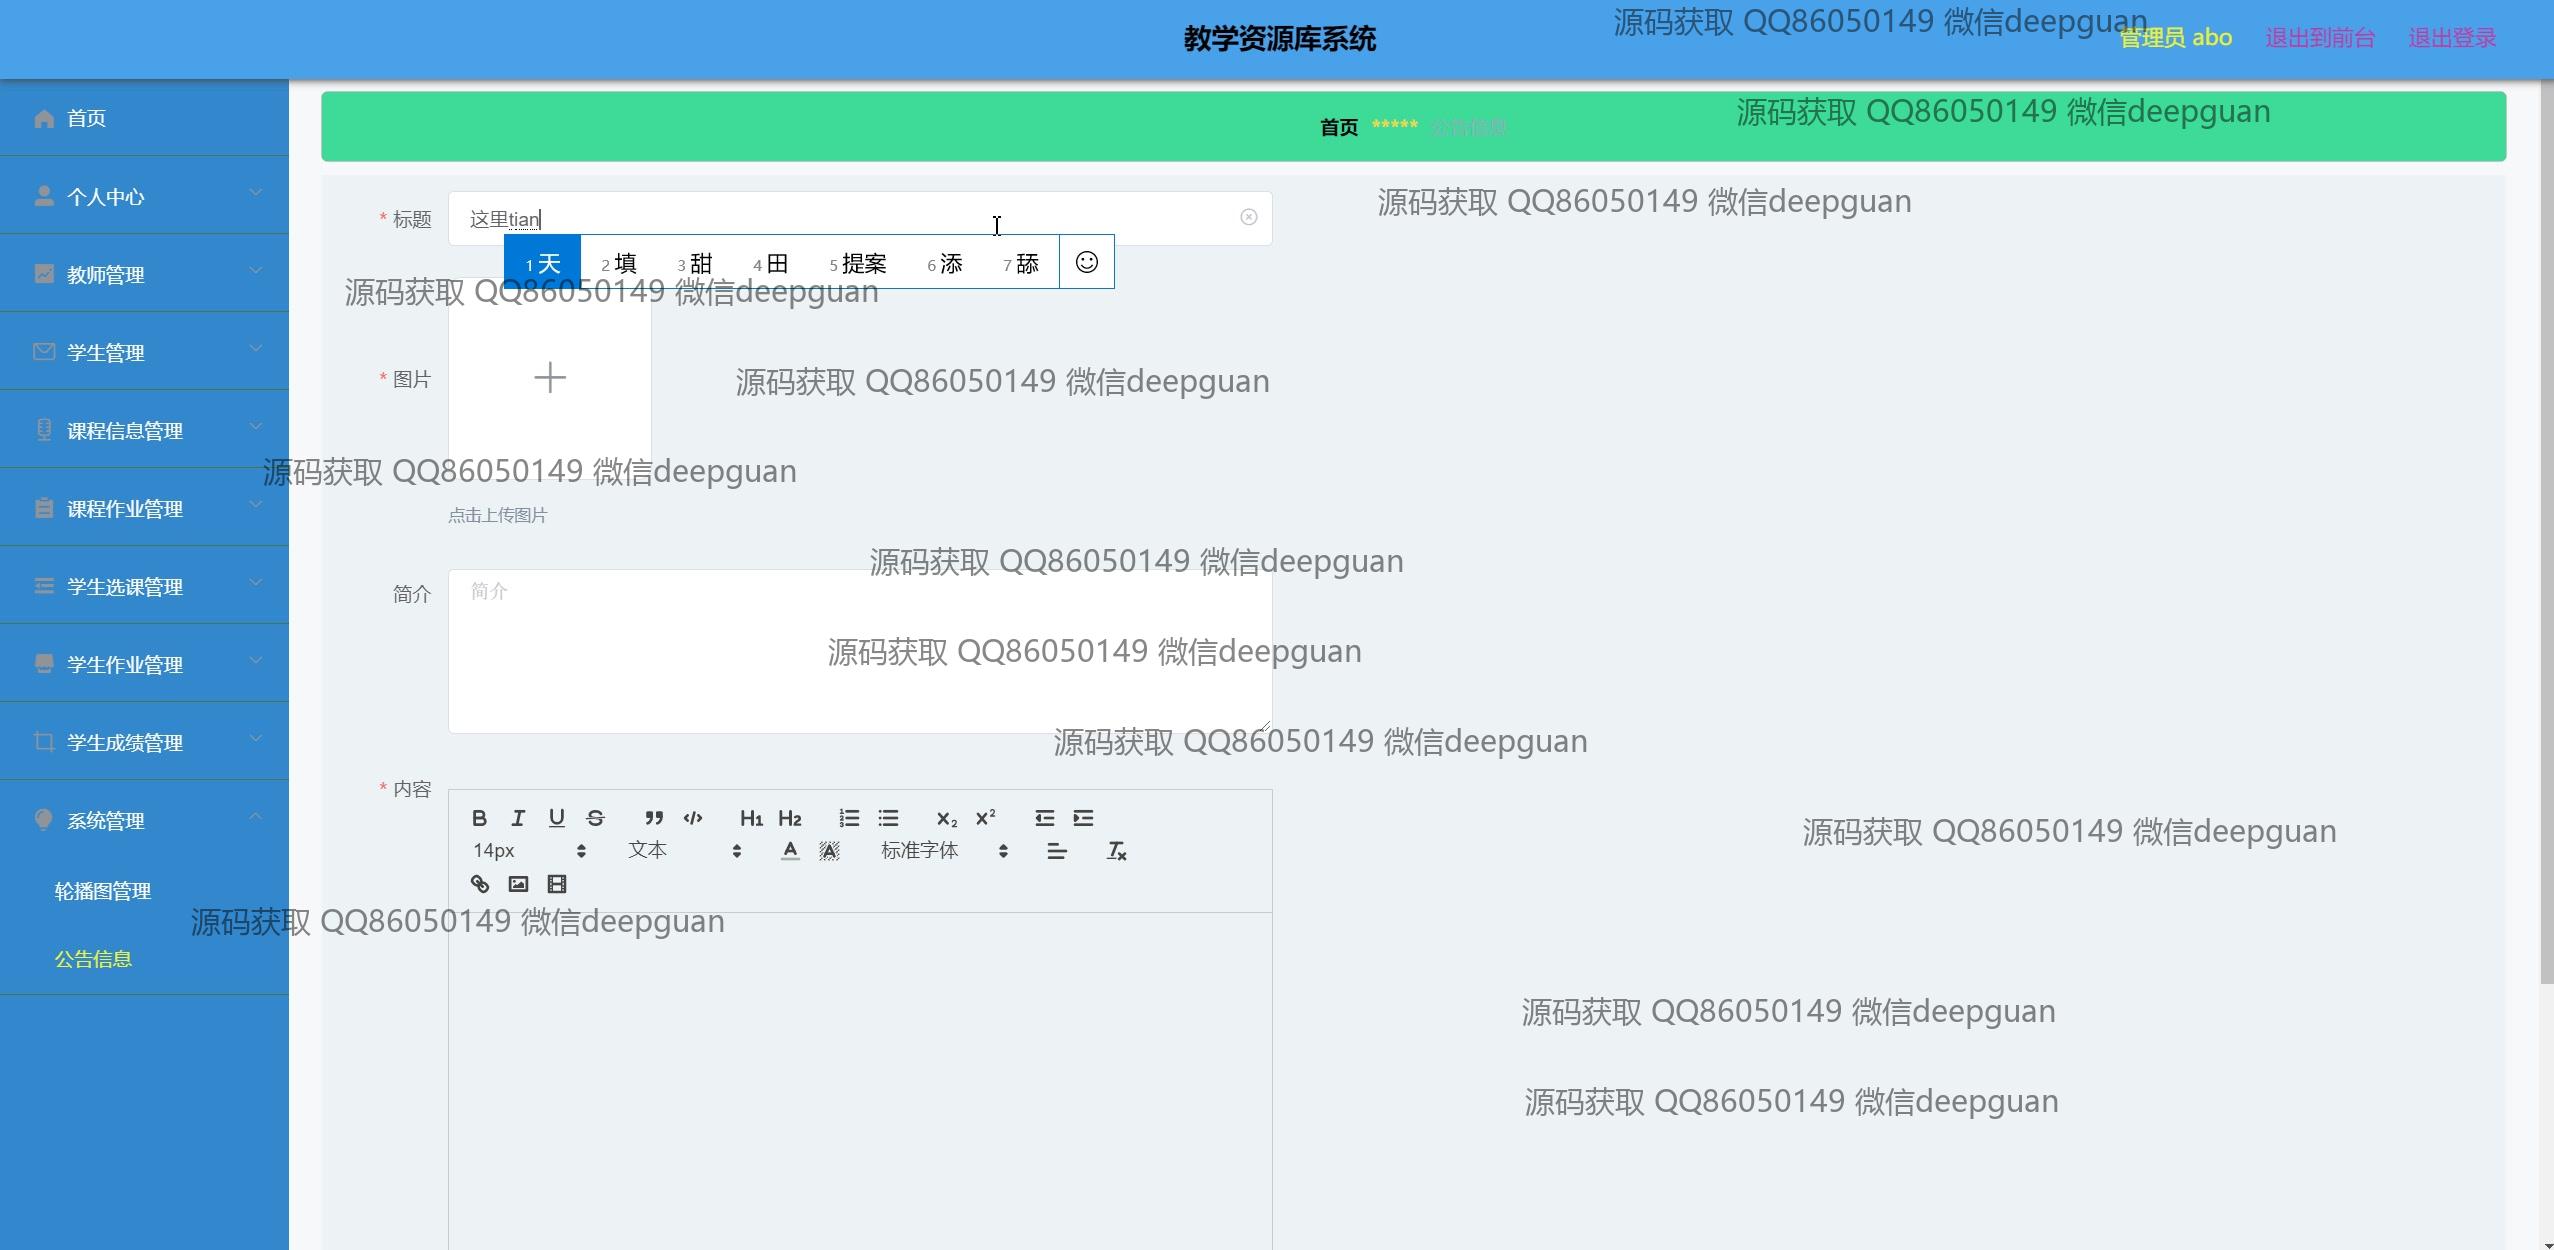 教学资源库系统
源码获取 QQ86050149 微信deepguan
管理员 abo 退出到前台 退出登录
首页
个人中心
教师管理
学生管理
课程信息管理
课程作业管理
学生选课管理
学生作业管理
学生成绩管理
系统管理
轮播图管理
公告信息
首页 ***** 公告信息
源码获取 QQ86050149 微信deepguan
源码获取 QQ86050149 微信deepguan
* 标题 这里tian
1 天 2 填 3 甜 4 田 5 提案 6 添 7 舔
源码获取 QQ86050149 微信deepguan
* 图片
源码获取 QQ86050149 微信deepguan
源码获取 QQ86050149 微信deepguan
点击上传图片
源码获取 QQ86050149 微信deepguan
简介 简介
源码获取 QQ86050149 微信deepguan
源码获取 QQ86050149 微信deepguan
* 内容
B I U S H1 H2 x₂ x²
14px 文本 A A 标准字体
源码获取 QQ86050149 微信deepguan
源码获取 QQ86050149 微信deepguan
源码获取 QQ86050149 微信deepguan
源码获取 QQ86050149 微信deepguan